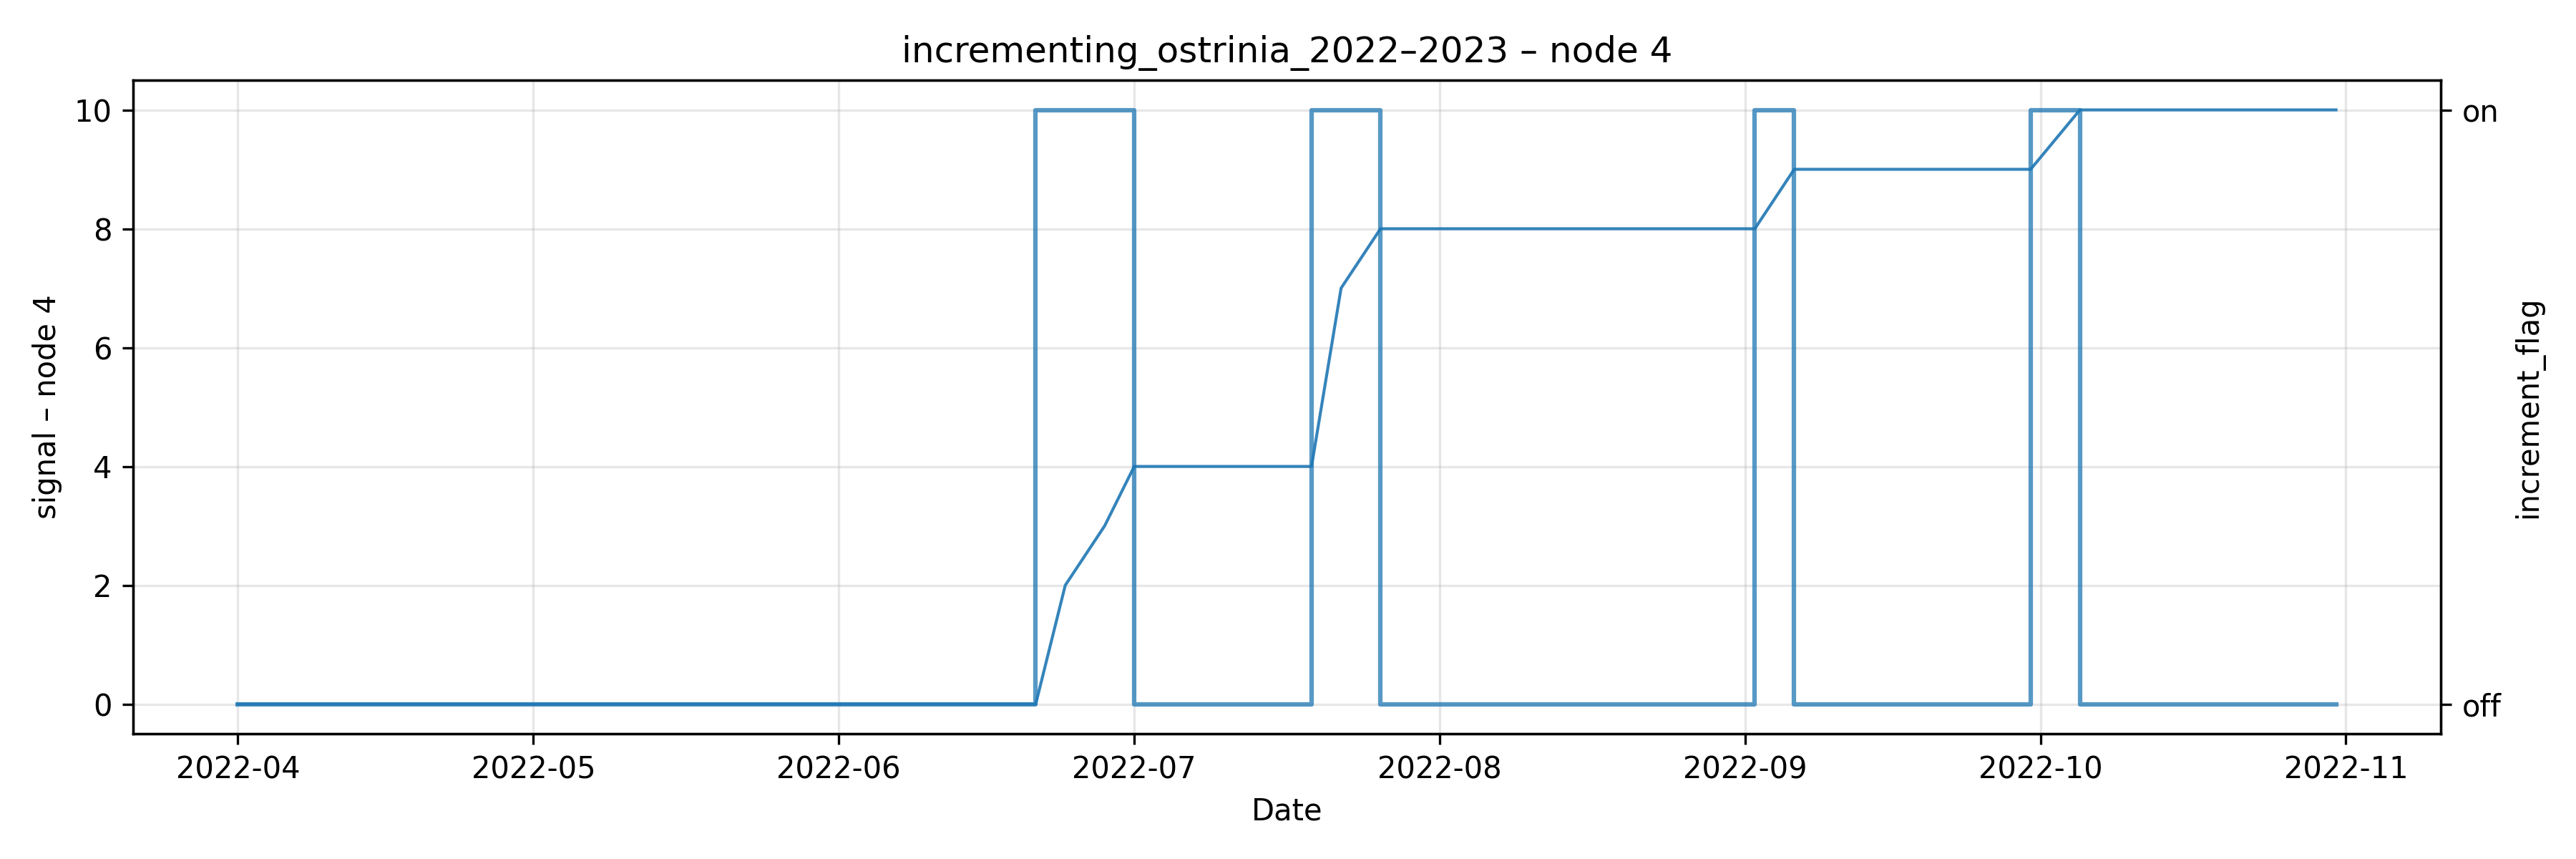 incrementing_ostrinia_2022–2023 – node 4
signal – node 4
10
8
6
4
2
0
on
off
increment_flag
2022-04
2022-05
2022-06
2022-07
2022-08
2022-09
2022-10
2022-11
Date